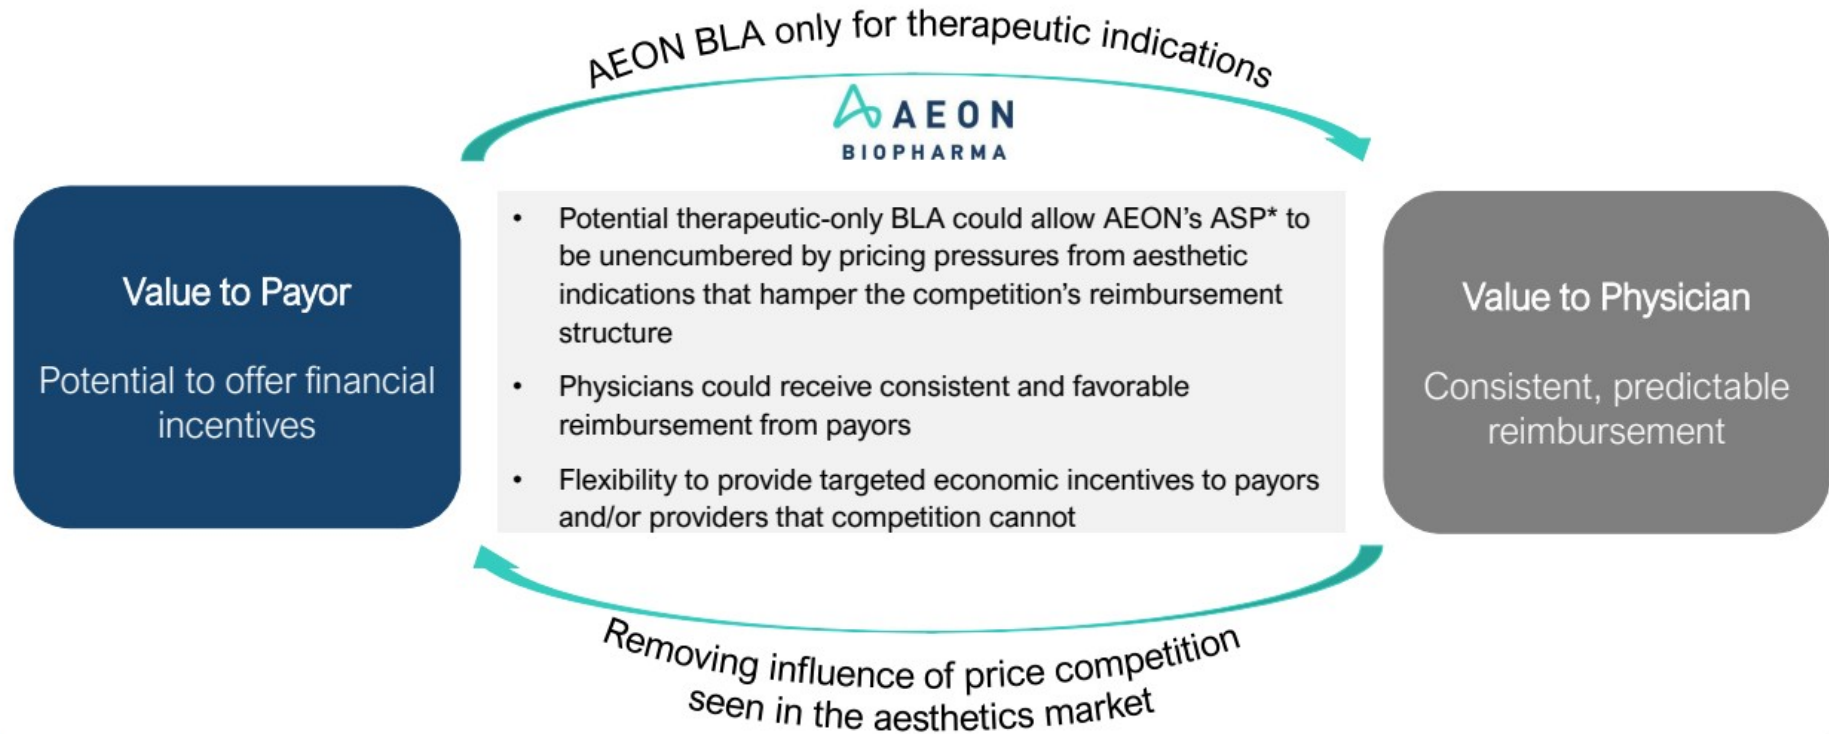 AEON BLA only for therapeutic indications
AEON
BIOPHARMA
Value to Payor
Potential to offer financial
incentives
• Potential therapeutic-only BLA could allow AEON’s ASP* to
be unencumbered by pricing pressures from aesthetic
indications that hamper the competition’s reimbursement
structure
• Physicians could receive consistent and favorable
reimbursement from payors
• Flexibility to provide targeted economic incentives to payors
and/or providers that competition cannot
Value to Physician
Consistent, predictable
reimbursement
Removing influence of price competition
seen in the aesthetics market